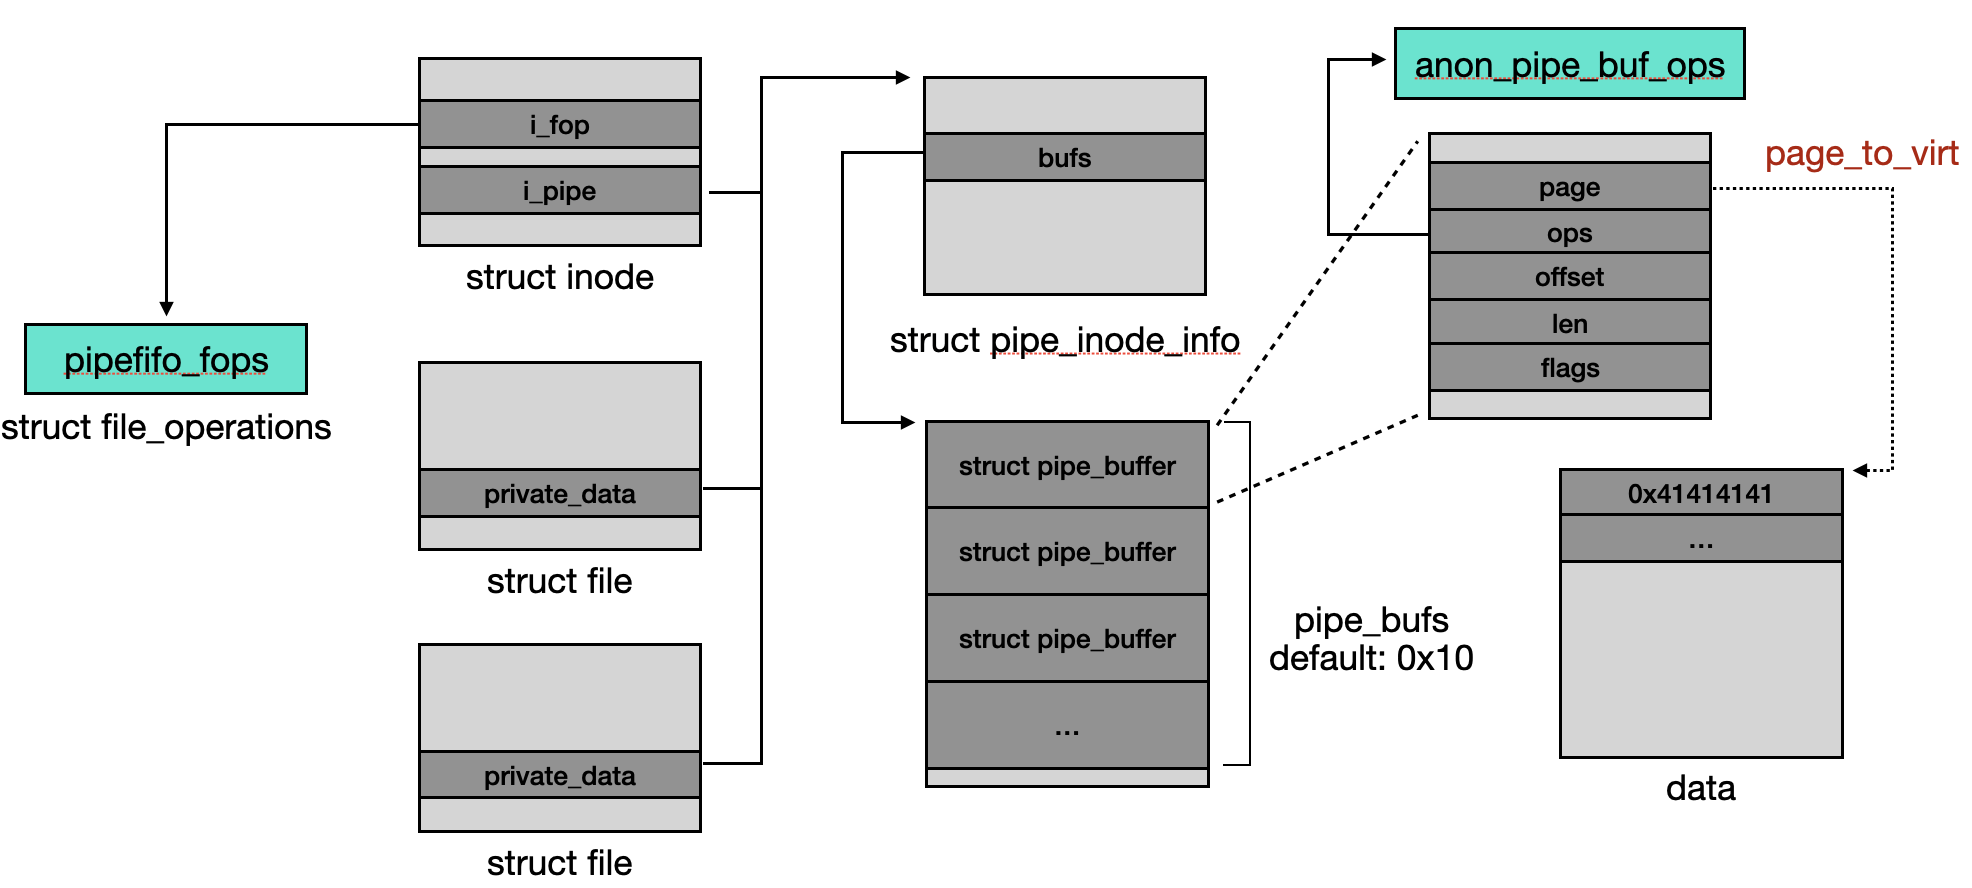 i_fop
i_pipe
struct inode
pipefifo_fops
struct file_operations
private_data
struct file
private_data
struct file
bufs
struct pipe_inode_info
struct pipe_buffer
struct pipe_buffer
struct pipe_buffer
...
pipe_bufs
default: 0x10
anon_pipe_buf_ops
page
ops
offset
len
flags
page_to_virt
0x41414141
...
data